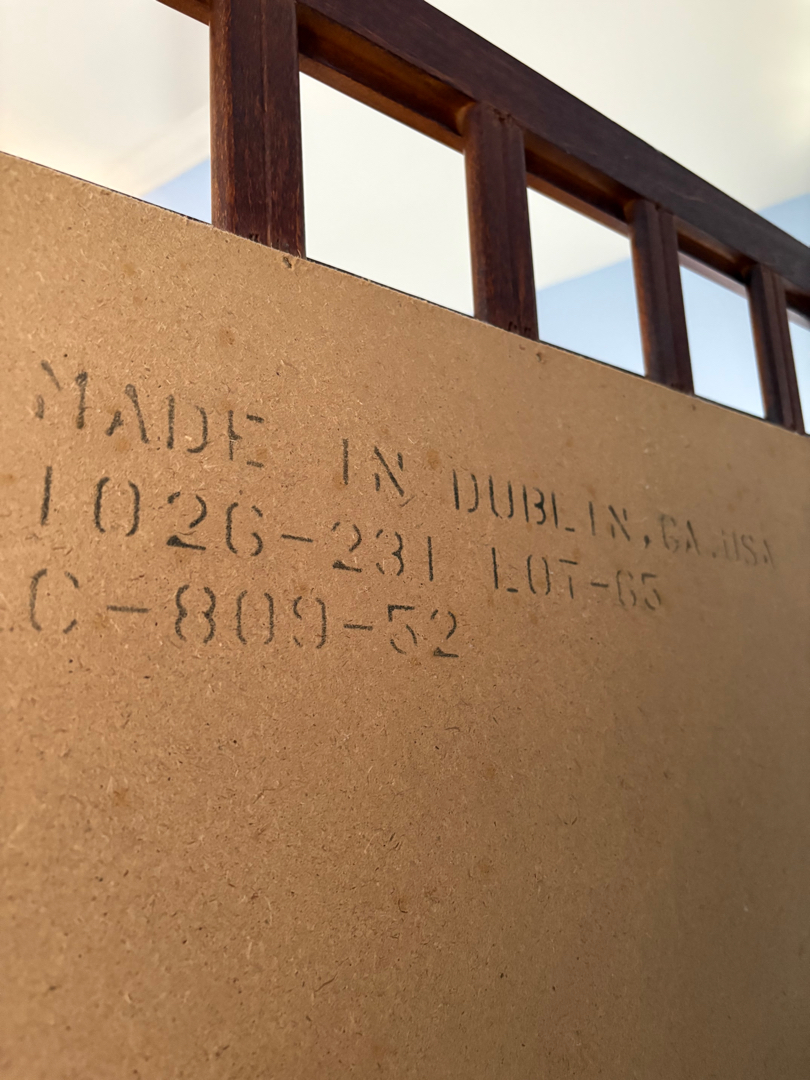 MADE IN DUBLIN, GA. USA
1026-231 LOT-65
C-809-52